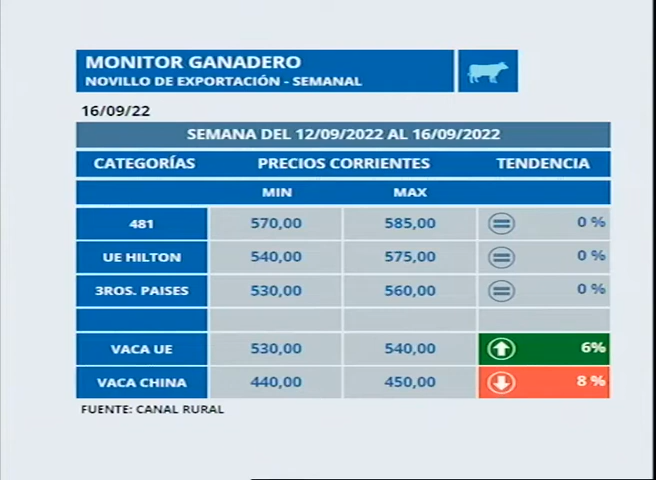 MONITOR GANADERO
NOVILLO DE EXPORTACIÓN - SEMANAL
16/09/22
SEMANA DEL 12/09/2022 AL 16/09/2022
CATEGORÍAS PRECIOS CORRIENTES TENDENCIA
MIN MAX
481 570,00 585,00 0 %
UE HILTON 540,00 575,00 0 %
3ROS. PAISES 530,00 560,00 0 %
VACA UE 530,00 540,00 6%
VACA CHINA 440,00 450,00 8 %
FUENTE: CANAL RURAL